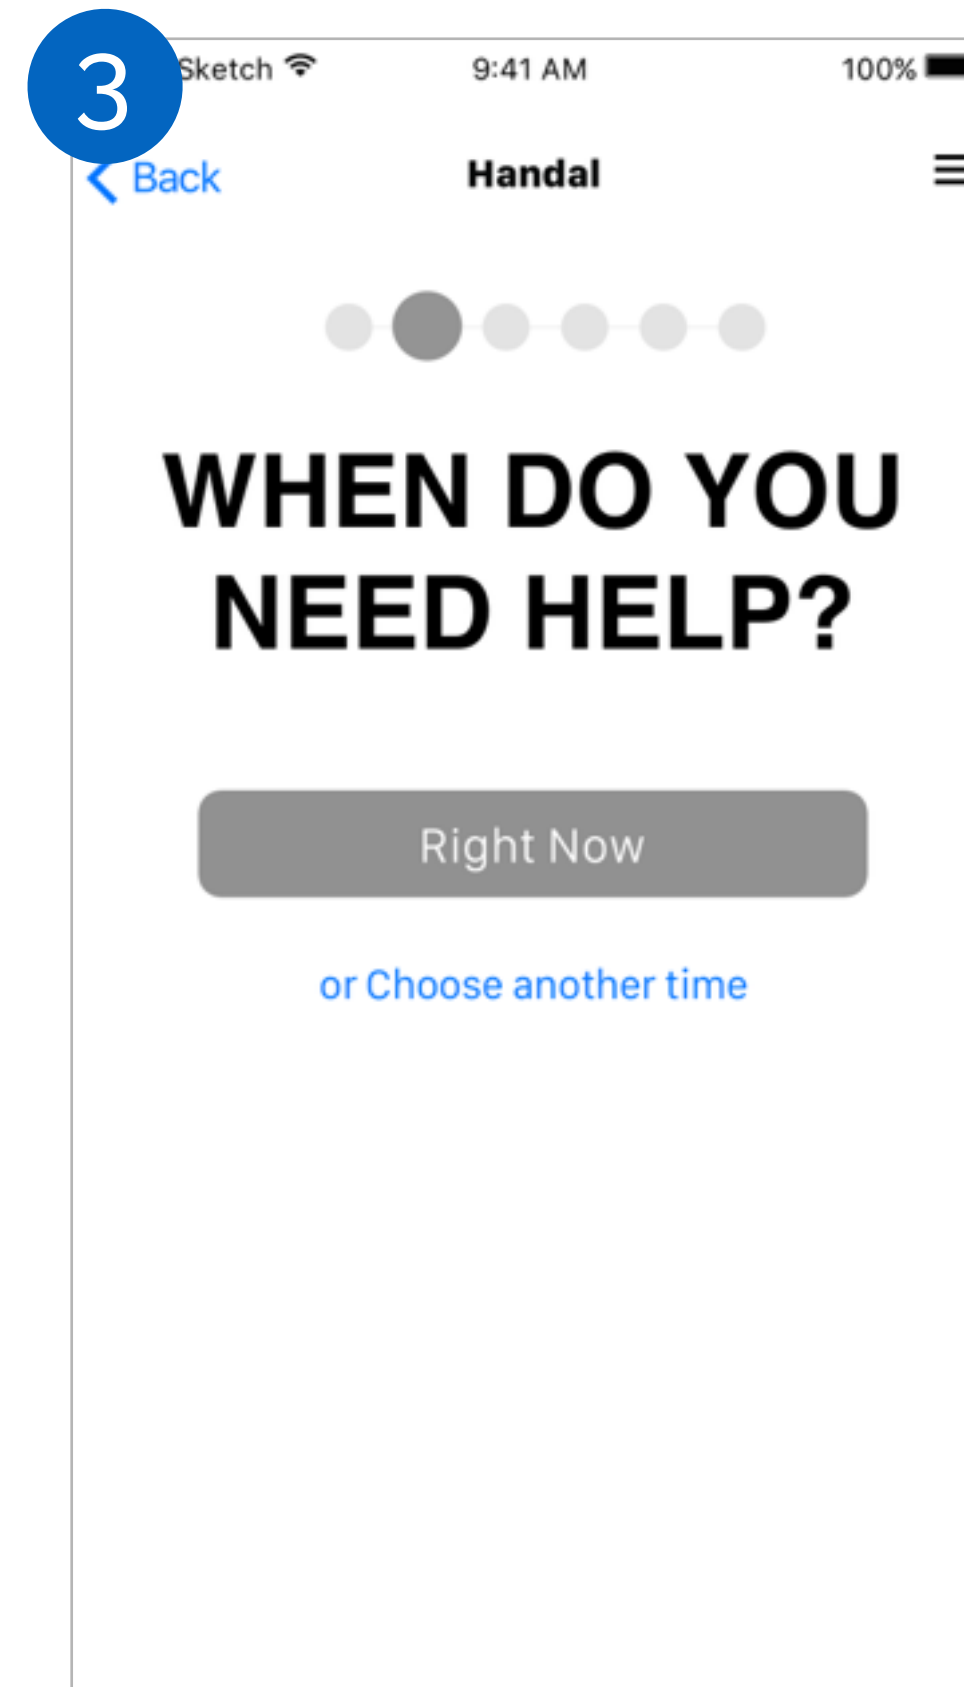 3
Sketch 9:41 AM 100%
Back Handal
WHEN DO YOU
NEED HELP?
Right Now
or Choose another time